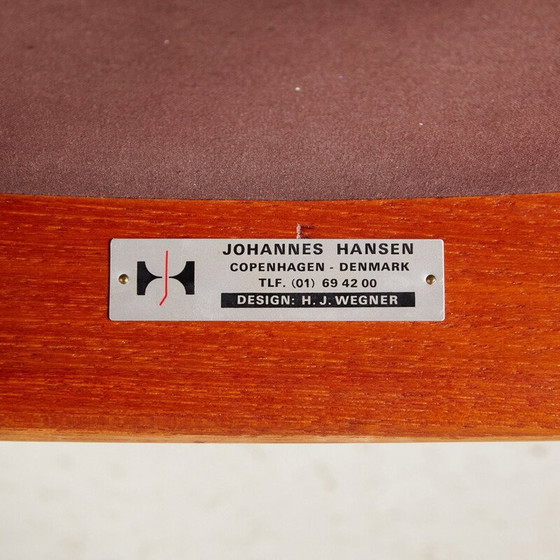 JOHANNES HANSEN
COPENHAGEN - DENMARK
TLF. (01) 69 42 00
DESIGN: H. J. WEGNER